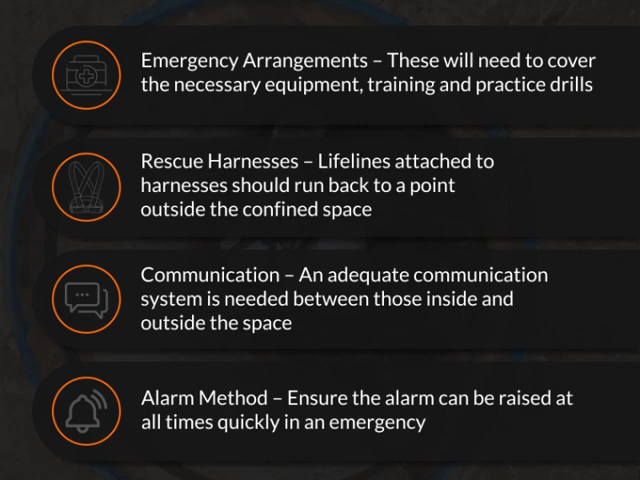 Emergency Arrangements – These will need to cover
the necessary equipment, training and practice drills
Rescue Harnesses – Lifelines attached to
harnesses should run back to a point
outside the confined space
Communication – An adequate communication
system is needed between those inside and
outside the space
Alarm Method – Ensure the alarm can be raised at
all times quickly in an emergency